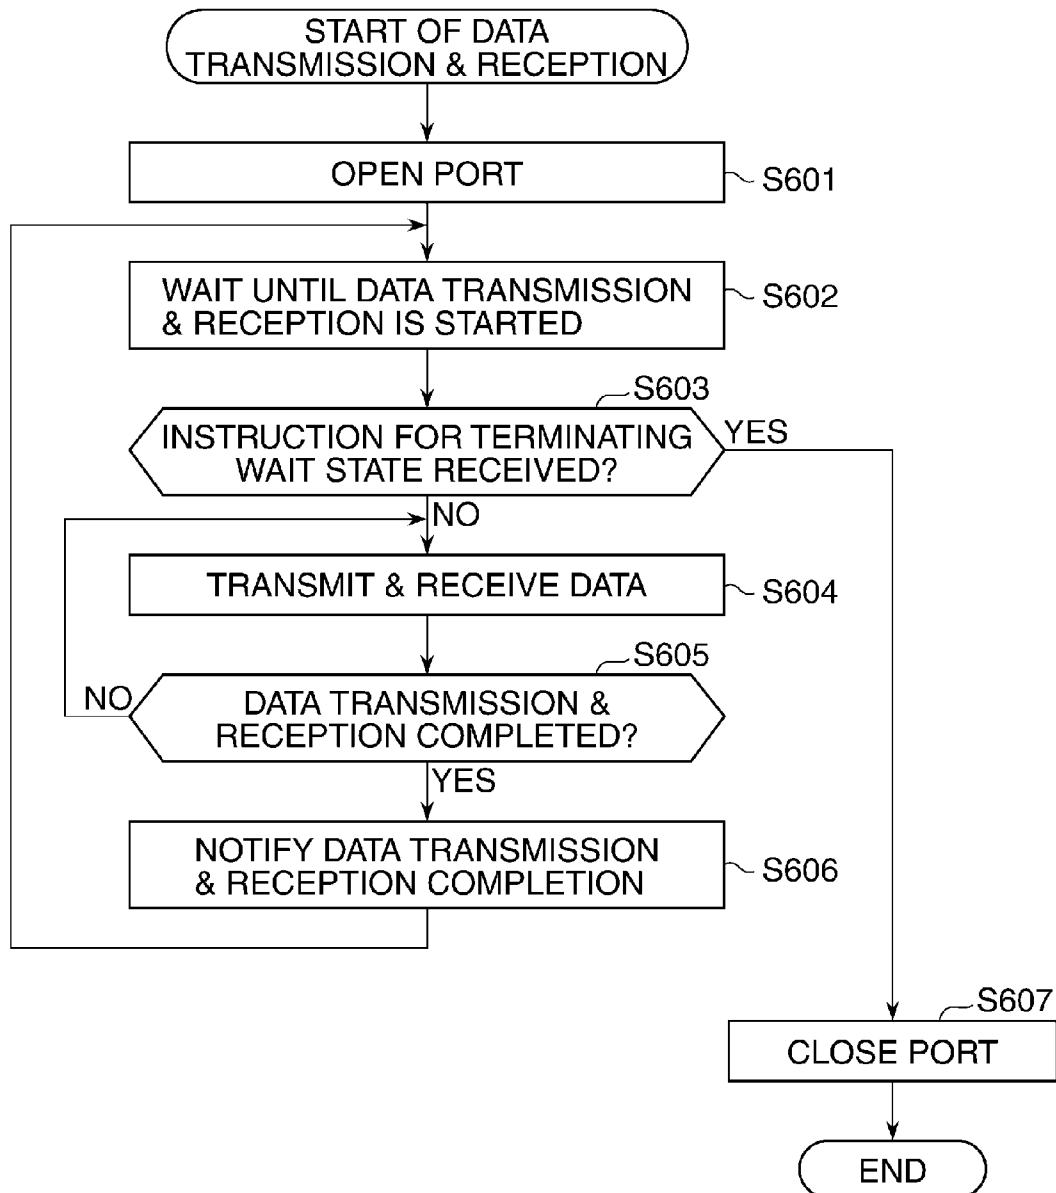 START OF DATA
TRANSMISSION & RECEPTION
OPEN PORT
S601
WAIT UNTIL DATA TRANSMISSION
& RECEPTION IS STARTED
S602
S603
INSTRUCTION FOR TERMINATING
WAIT STATE RECEIVED?
YES
NO
TRANSMIT & RECEIVE DATA
S604
S605
NO
DATA TRANSMISSION &
RECEPTION COMPLETED?
YES
NOTIFY DATA TRANSMISSION
& RECEPTION COMPLETION
S606
S607
CLOSE PORT
END